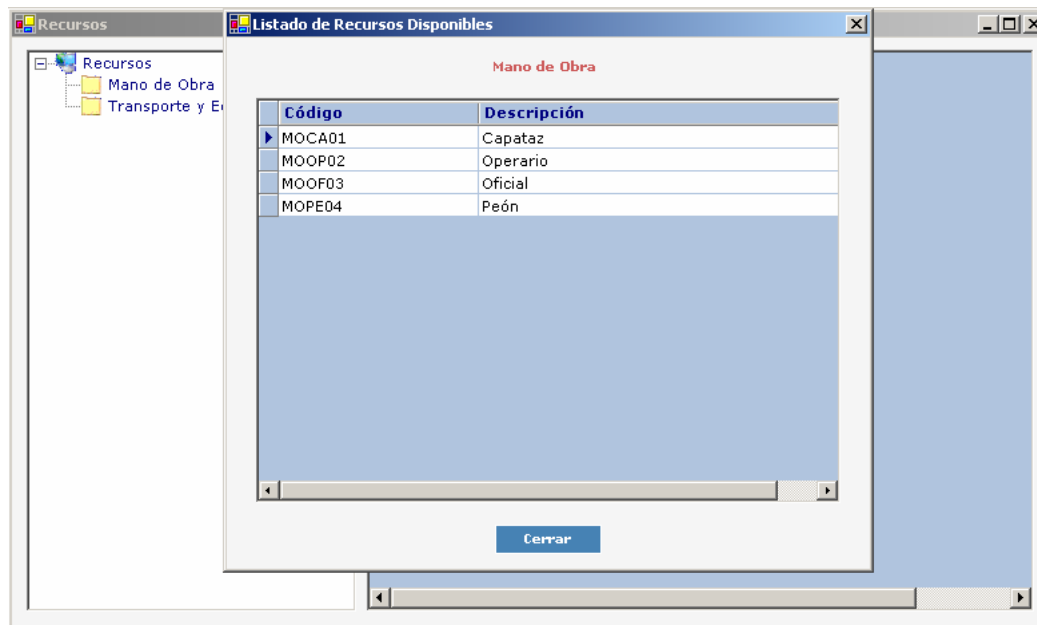 Recursos
Listado de Recursos Disponibles
Recursos
Mano de Obra
Transporte y
Mano de Obra
Código Descripción
MOCA01 Capataz
MOOP02 Operario
MOOF03 Oficial
MOPE04 Peón
Cerrar